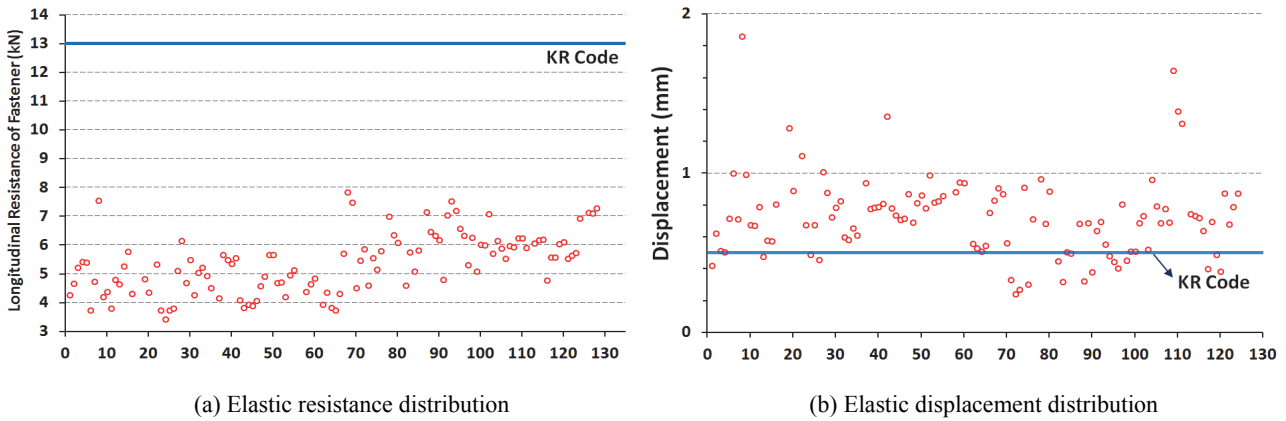 Longitudinal Resistance of Fastener (kN)
14
13
12
11
10
9
8
7
6
5
4
3
KR Code
0 10 20 30 40 50 60 70 80 90 100 110 120 130
(a) Elastic resistance distribution
Displacement (mm)
2
1
0
KR Code
0 10 20 30 40 50 60 70 80 90 100 110 120 130
(b) Elastic displacement distribution